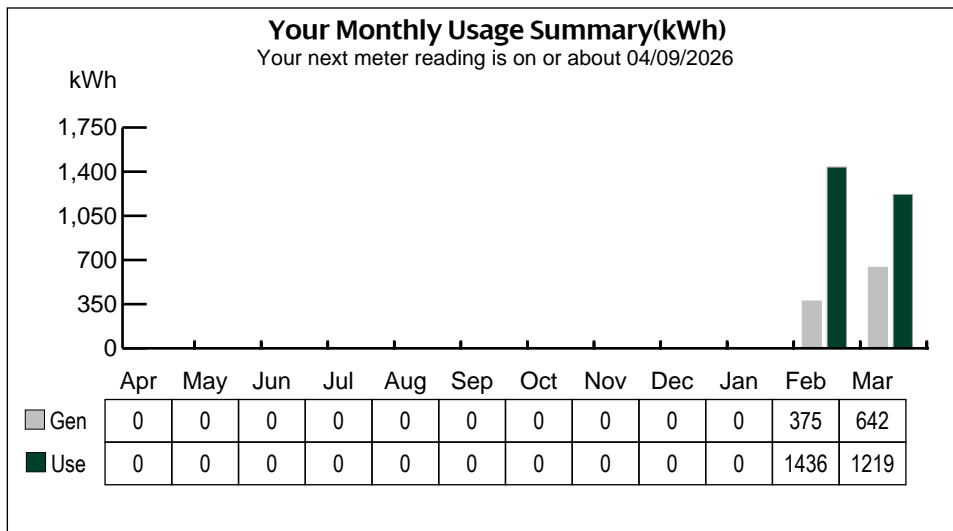 Your Monthly Usage Summary(kWh)
Your next meter reading is on or about 04/09/2026
kWh
1,750
1,400
1,050
700
350
0
Apr May Jun Jul Aug Sep Oct Nov Dec Jan Feb Mar
Gen 0 0 0 0 0 0 0 0 0 0 375 642
Use 0 0 0 0 0 0 0 0 0 0 1436 1219